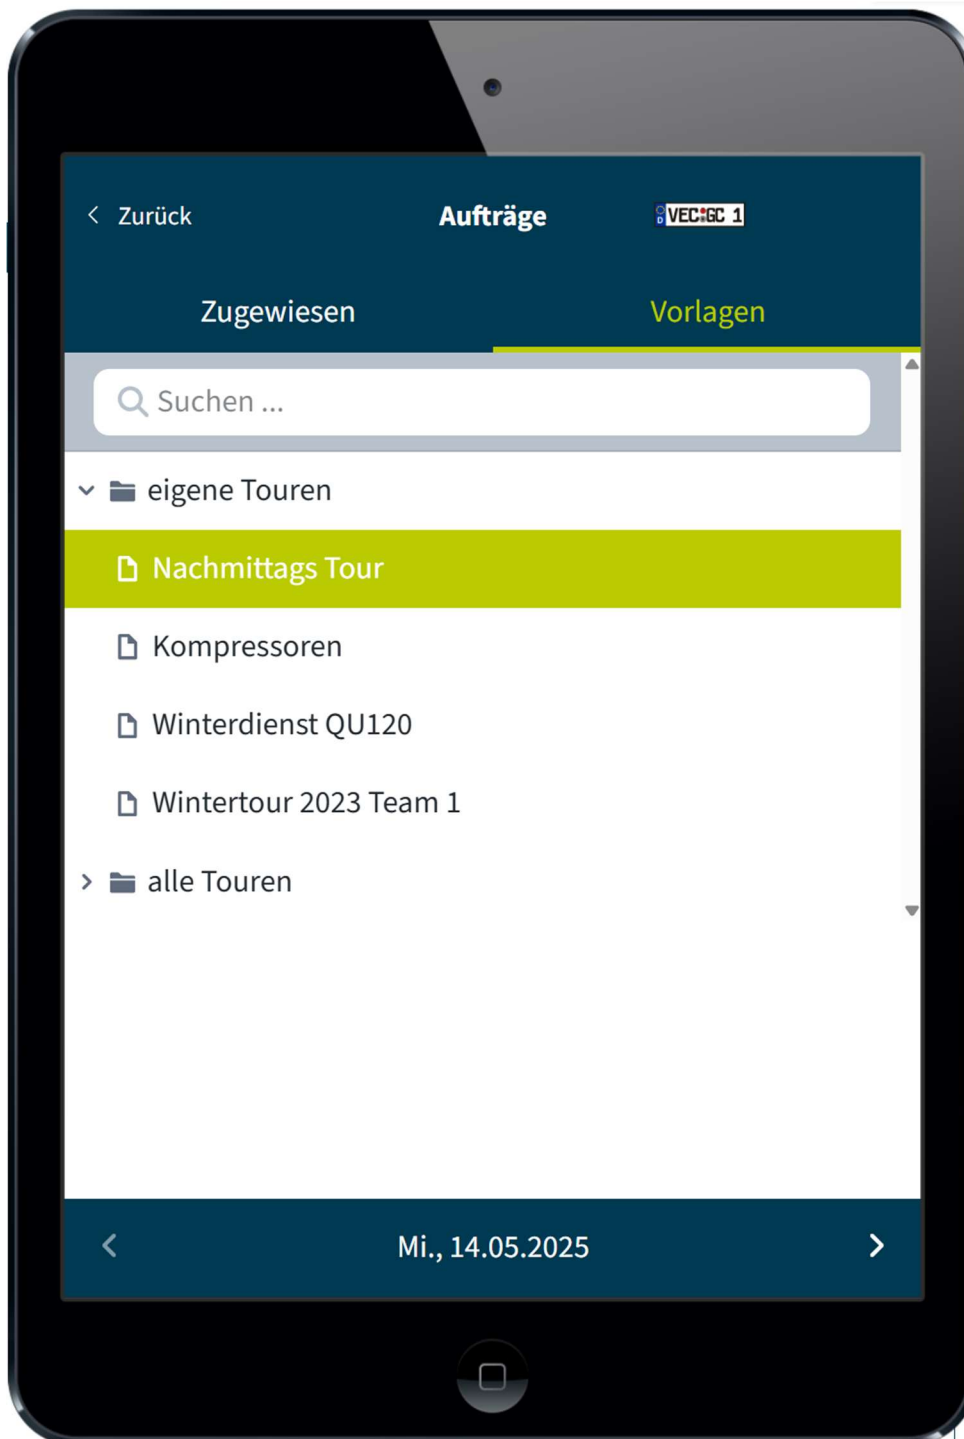 Zurück
Aufträge
D VEC GC 1
Zugewiesen
Vorlagen
Suchen ...
eigene Touren
Nachmittags Tour
Kompressoren
Winterdienst QU120
Wintertour 2023 Team 1
alle Touren
Mi., 14.05.2025